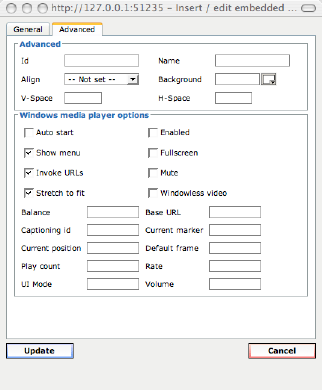 http://127.0.0.1:51235 – Insert / edit embedded ...
General Advanced
Advanced
Id Name
Align -- Not set -- Background
V-Space H-Space
Windows media player options
Auto start Enabled
Show menu Fullscreen
Invoke URLs Mute
Stretch to fit Windowless video
Balance Base URL
Captioning id Current marker
Current position Default frame
Play count Rate
UI Mode Volume
Update Cancel